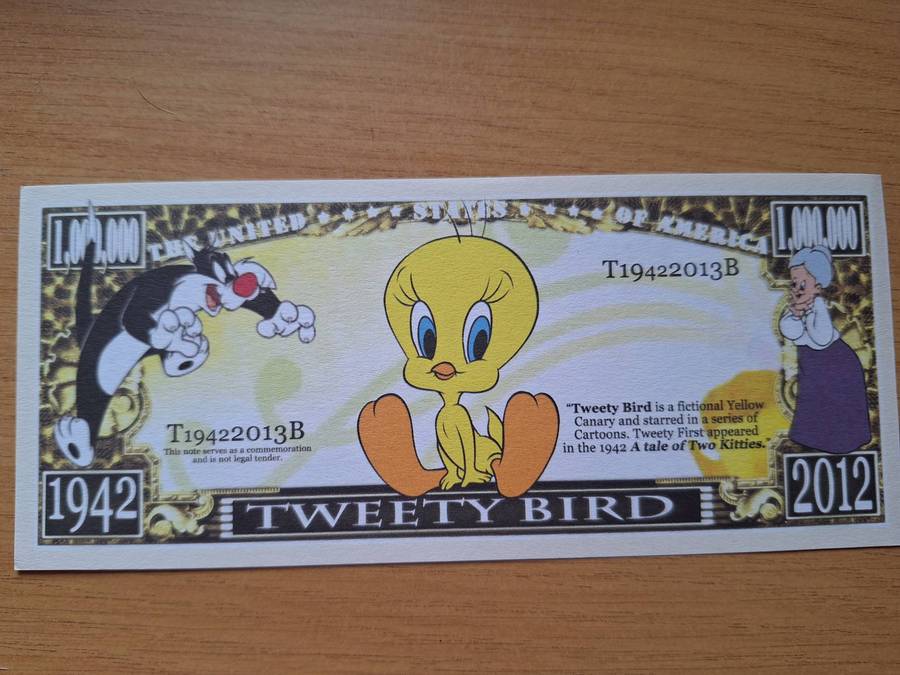 1,000,000 THE UNITED STATES OF AMERICA 1,000,000
T19422013B
"Tweety Bird is a fictional Yellow
Canary and starred in a series of
Cartoons. Tweety First appeared
in the 1942 A tale of Two Kitties."
T19422013B
This note serves as a commemoration
and is not legal tender.
1942 TWEETY BIRD 2012